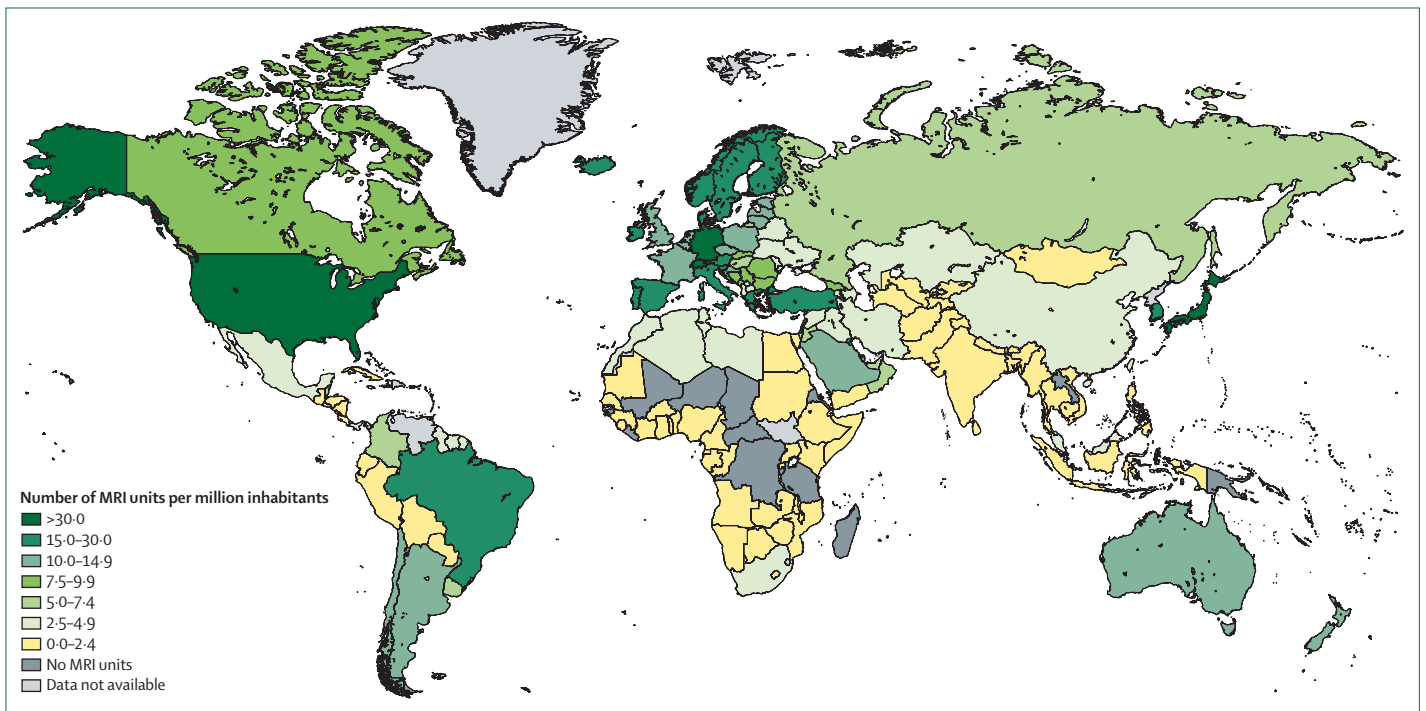 Number of MRI units per million inhabitants
>30·0
15·0–30·0
10·0–14·9
7·5–9·9
5·0–7·4
2·5–4·9
0·0–2·4
No MRI units
Data not available